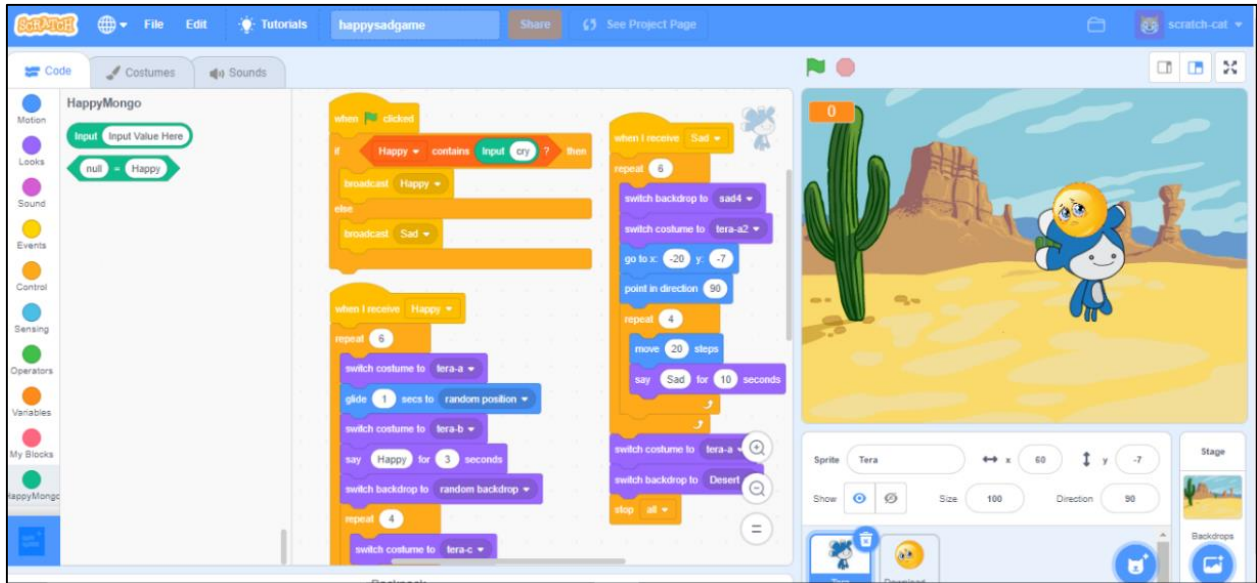 SCRATCH File Edit Tutorials happysadgame Share See Project Page scratch-cat
Code Costumes Sounds
Motion
Looks
Sound
Events
Control
Sensing
Operators
Variables
My Blocks
HappyMongo
HappyMongo
Input Input Value Here
null = Happy
when clicked
if Happy contains Input cry ? then
broadcast Happy
else
broadcast Sad
when I receive Happy
repeat 6
switch costume to tera-a
glide 1 secs to random position
switch costume to tera-b
say Happy for 3 seconds
switch backdrop to random backdrop
repeat 4
switch costume to tera-c
when I receive Sad
repeat 6
switch backdrop to sad4
switch costume to tera-a2
go to x: -20 y: -7
point in direction 90
repeat 4
move 20 steps
say Sad for 10 seconds
switch costume to tera-a
switch backdrop to Desert
stop all
0
Sprite Tera x 60 y -7
Show Size 100 Direction 90
Tera Download
Stage
Backdrops
Backpack